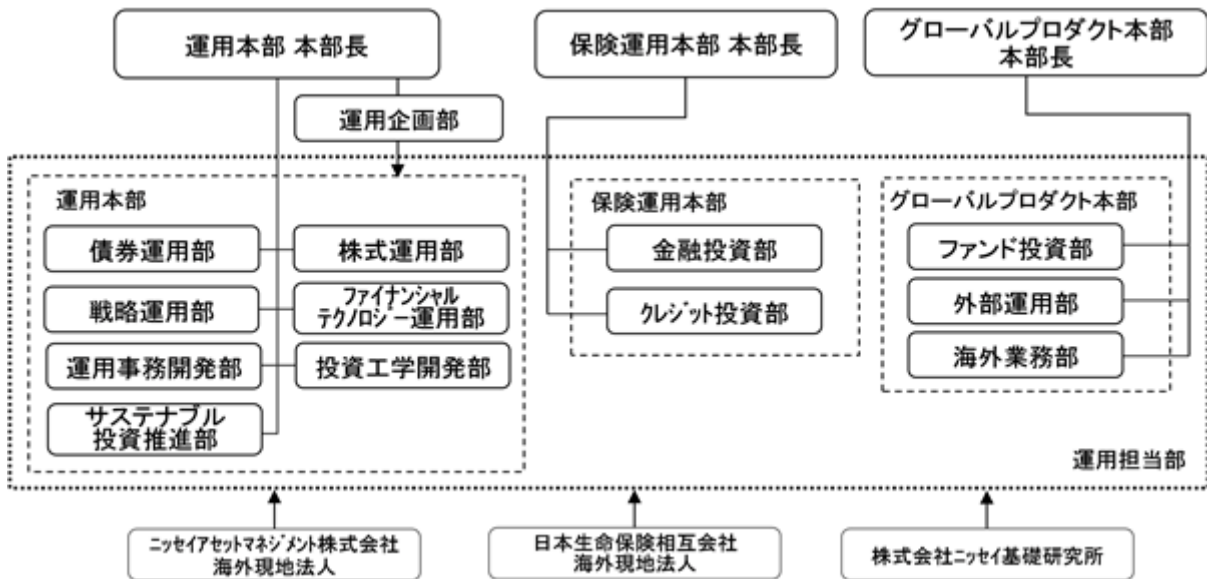 運用本部 本部長
保険運用本部 本部長
グローバルプロダクト本部
本部長
運用企画部
運用本部
債券運用部
株式運用部
戦略運用部
ファイナンシャル
テクノロジー運用部
運用事務開発部
投資工学開発部
サステナブル
投資推進部
保険運用本部
金融投資部
クレジット投資部
グローバルプロダクト本部
ファンド投資部
外部運用部
海外業務部
運用担当部
ニッセイアセットマネジメント株式会社
海外現地法人
日本生命保険相互会社
海外現地法人
株式会社ニッセイ基礎研究所